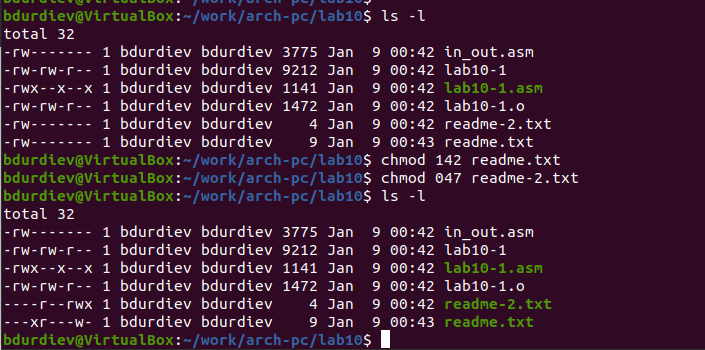 bdurdiev@VirtualBox:~/work/arch-pc/lab10$ ls -l
total 32
-rw------- 1 bdurdiev bdurdiev 3775 Jan  9 00:42 in_out.asm
-rw-rw-r-- 1 bdurdiev bdurdiev 9212 Jan  9 00:42 lab10-1
-rwx--x--x 1 bdurdiev bdurdiev 1141 Jan  9 00:42 lab10-1.asm
-rw-rw-r-- 1 bdurdiev bdurdiev 1472 Jan  9 00:42 lab10-1.o
-rw------- 1 bdurdiev bdurdiev    4 Jan  9 00:42 readme-2.txt
-rw------- 1 bdurdiev bdurdiev    9 Jan  9 00:43 readme.txt
bdurdiev@VirtualBox:~/work/arch-pc/lab10$ chmod 142 readme.txt
bdurdiev@VirtualBox:~/work/arch-pc/lab10$ chmod 047 readme-2.txt
bdurdiev@VirtualBox:~/work/arch-pc/lab10$ ls -l
total 32
-rw------- 1 bdurdiev bdurdiev 3775 Jan  9 00:42 in_out.asm
-rw-rw-r-- 1 bdurdiev bdurdiev 9212 Jan  9 00:42 lab10-1
-rwx--x--x 1 bdurdiev bdurdiev 1141 Jan  9 00:42 lab10-1.asm
-rw-rw-r-- 1 bdurdiev bdurdiev 1472 Jan  9 00:42 lab10-1.o
----r--rwx 1 bdurdiev bdurdiev    4 Jan  9 00:42 readme-2.txt
---xr---w- 1 bdurdiev bdurdiev    9 Jan  9 00:43 readme.txt
bdurdiev@VirtualBox:~/work/arch-pc/lab10$